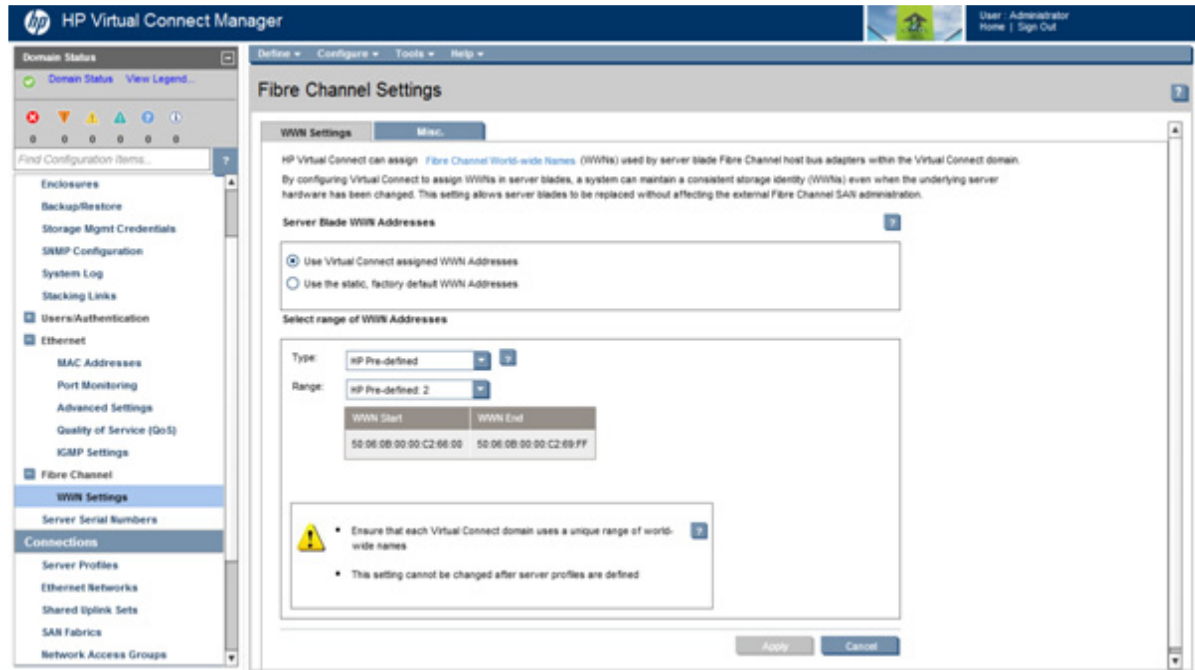 hp HP Virtual Connect Manager
User : Administrator
Home | Sign Out
Domain Status
Domain Status View Legend...
0 0 0 0 0 0
Find Configuration Items...
?
Enclosures
Backup/Restore
Storage Mgmt Credentials
SNMP Configuration
System Log
Stacking Links
Users/Authentication
Ethernet
MAC Addresses
Port Monitoring
Advanced Settings
Quality of Service (QoS)
IGMP Settings
Fibre Channel
WWN Settings
Server Serial Numbers
Connections
Server Profiles
Ethernet Networks
Shared Uplink Sets
SAN Fabrics
Network Access Groups
Define Configure Tools Help
Fibre Channel Settings
?
WWN Settings Misc.
HP Virtual Connect can assign Fibre Channel World-wide Names (WWNs) used by server blade Fibre Channel host bus adapters within the Virtual Connect domain.
By configuring Virtual Connect to assign WWNs in server blades, a system can maintain a consistent storage identity (WWNs) even when the underlying server
hardware has been changed. This setting allows server blades to be replaced without affecting the external Fibre Channel SAN administration.
Server Blade WWN Addresses
?
Use Virtual Connect assigned WWN Addresses
Use the static, factory default WWN Addresses
Select range of WWN Addresses
Type: HP Pre-defined ?
Range: HP Pre-defined: 2
WWN Start WWN End
50:06:0B:00:00:C2:66:00 50:06:0B:00:00:C2:69:FF
• Ensure that each Virtual Connect domain uses a unique range of world-
wide names
?
• This setting cannot be changed after server profiles are defined
Apply Cancel